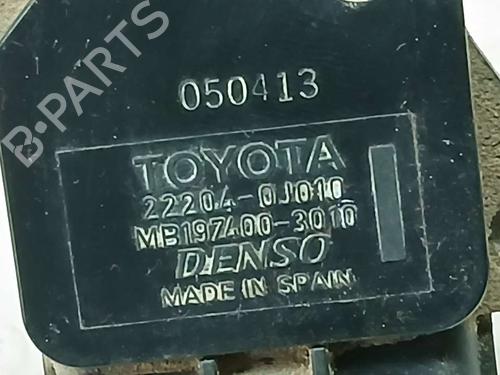 B-PARTS
050413
TOYOTA
22204-0J010
MB197400-3010
DENSO
MADE IN SPAIN